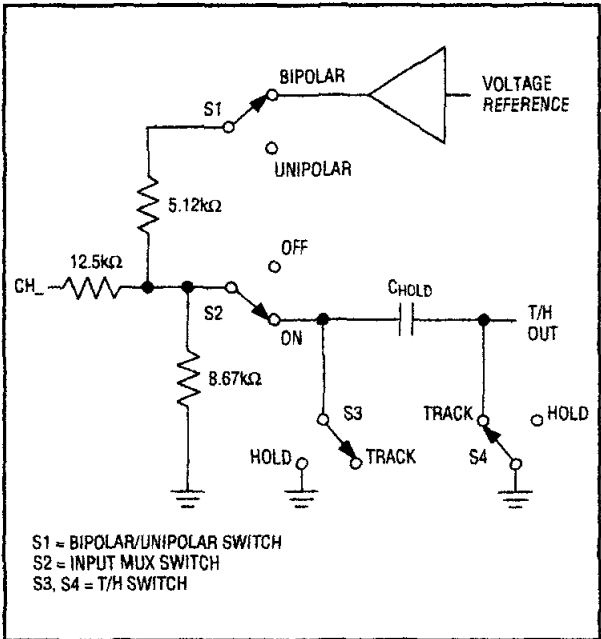 BIPOLAR
VOLTAGE
REFERENCE
S1
UNIPOLAR
5.12kΩ
12.5kΩ
OFF
CH_
S2
ON
CHOLD
T/H
OUT
8.67kΩ
S3
TRACK
HOLD
HOLD
TRACK
S4
S1 = BIPOLAR/UNIPOLAR SWITCH
S2 = INPUT MUX SWITCH
S3, S4 = T/H SWITCH